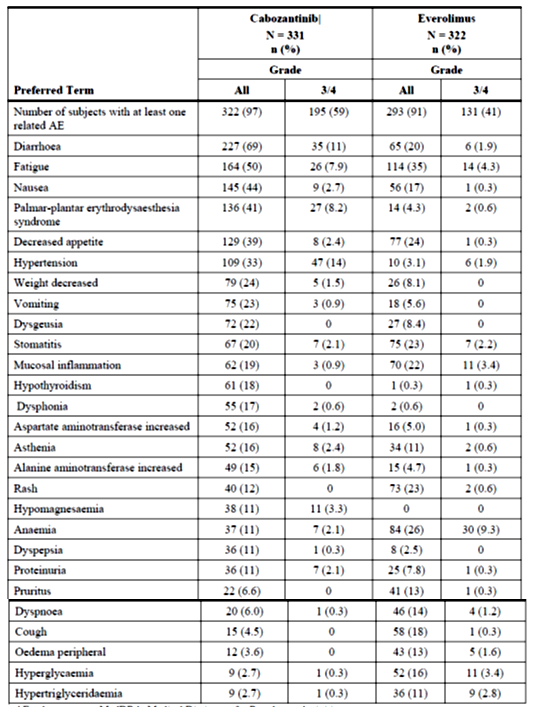 Cabozantinib|
N = 331
n (%)
Everolimus
N = 322
n (%)
Grade Grade
Preferred Term All 3/4 All 3/4
Number of subjects with at least one related AE 322 (97) 195 (59) 293 (91) 131 (41)
Diarrhoea 227 (69) 35 (11) 65 (20) 6 (1.9)
Fatigue 164 (50) 26 (7.9) 114 (35) 14 (4.3)
Nausea 145 (44) 9 (2.7) 56 (17) 1 (0.3)
Palmar-plantar erythrodysaesthesia syndrome 136 (41) 27 (8.2) 14 (4.3) 2 (0.6)
Decreased appetite 129 (39) 8 (2.4) 77 (24) 1 (0.3)
Hypertension 109 (33) 47 (14) 10 (3.1) 6 (1.9)
Weight decreased 79 (24) 5 (1.5) 26 (8.1) 0
Vomiting 75 (23) 3 (0.9) 18 (5.6) 0
Dysgeusia 72 (22) 0 27 (8.4) 0
Stomatitis 67 (20) 7 (2.1) 75 (23) 7 (2.2)
Mucosal inflammation 62 (19) 3 (0.9) 70 (22) 11 (3.4)
Hypothyroidism 61 (18) 0 1 (0.3) 1 (0.3)
Dysphonia 55 (17) 2 (0.6) 2 (0.6) 0
Aspartate aminotransferase increased 52 (16) 4 (1.2) 16 (5.0) 1 (0.3)
Asthenia 52 (16) 8 (2.4) 34 (11) 2 (0.6)
Alanine aminotransferase increased 49 (15) 6 (1.8) 15 (4.7) 1 (0.3)
Rash 40 (12) 0 73 (23) 2 (0.6)
Hypomagnesaemia 38 (11) 11 (3.3) 0 0
Anaemia 37 (11) 7 (2.1) 84 (26) 30 (9.3)
Dyspepsia 36 (11) 1 (0.3) 8 (2.5) 0
Proteinuria 36 (11) 7 (2.1) 25 (7.8) 1 (0.3)
Pruritus 22 (6.6) 0 41 (13) 1 (0.3)
Dyspnoea 20 (6.0) 1 (0.3) 46 (14) 4 (1.2)
Cough 15 (4.5) 0 58 (18) 1 (0.3)
Oedema peripheral 12 (3.6) 0 43 (13) 5 (1.6)
Hyperglycaemia 9 (2.7) 1 (0.3) 52 (16) 11 (3.4)
Hypertriglyceridaemia 9 (2.7) 1 (0.3) 36 (11) 9 (2.8)